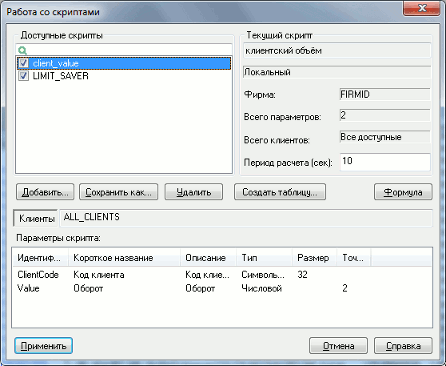 Работа со скриптами
Доступные скрипты
client_value
LIMIT_SAVER
Текущий скрипт
клиентский объём
Локальный
Фирма: FIRMID
Всего параметров: 2
Всего клиентов: Все доступные
Период расчета (сек): 10
Добавить... Сохранить как... Удалить Создать таблицу... Формула
Клиенты ALL_CLIENTS
Параметры скрипта:
Идентиф... Короткое название Описание Тип Размер Точ...
ClientCode Код клиента Код клие... Символь... 32
Value Оборот Оборот Числовой 2
Применить Отмена Справка